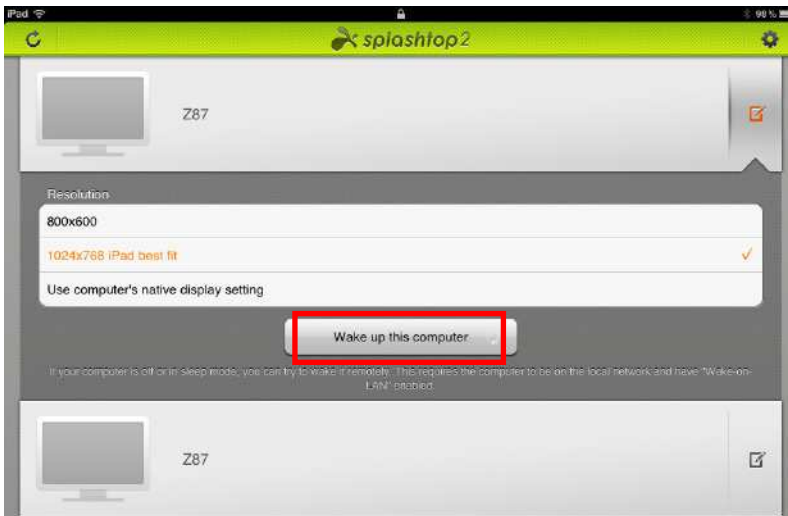 iPad 98%
splashtop2
Z87
Resolution
800x600
1024x768 iPad best fit
Use computer's native display setting
Wake up this computer
If your computer is off or in sleep mode, you can try to wake it remotely. This requires the computer to be on the local network and have "Wake-on-
LAN" enabled
Z87